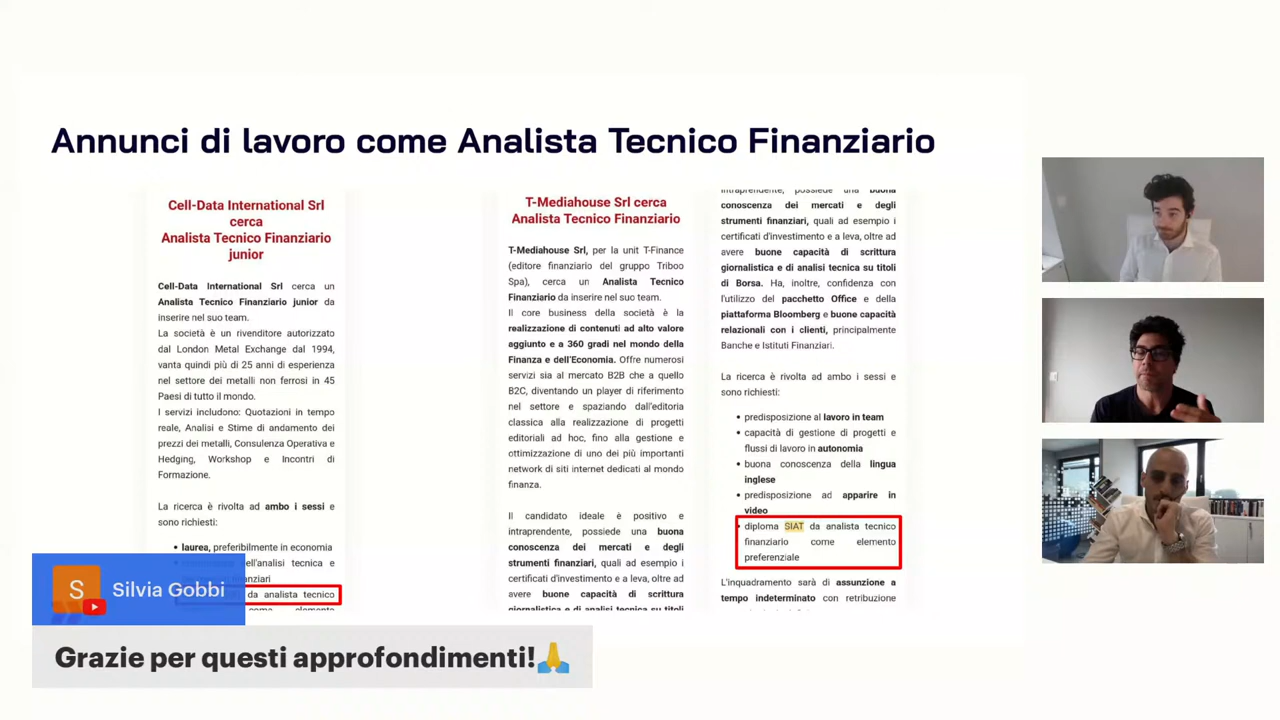 Annunci di lavoro come Analista Tecnico Finanziario
Cell-Data International Srl
cerca
Analista Tecnico Finanziario
junior
Cell-Data International Srl cerca un
Analista Tecnico Finanziario junior da
inserire nel suo team.
La società è un rivenditore autorizzato
dal London Metal Exchange dal 1994,
vanta quindi più di 25 anni di esperienza
nel settore dei metalli non ferrosi in 45
Paesi di tutto il mondo.
I servizi includono: Quotazioni in tempo
reale, Analisi e Stime di andamento dei
prezzi dei metalli, Consulenza Operativa e
Hedging, Workshop e Incontri di
Formazione.
La ricerca è rivolta ad ambo i sessi e
sono richiesti:
• laurea, preferibilmente in economia
nell'analisi tecnica e
da analista tecnico
T-Mediahouse Srl cerca
Analista Tecnico Finanziario
T-Mediahouse Srl, per la unit T-Finance
(editore finanziario del gruppo Triboo
Spa), cerca un Analista Tecnico
Finanziario da inserire nel suo team.
Il core business della società è la
realizzazione di contenuti ad alto valore
aggiunto e a 360 gradi nel mondo della
Finanza e dell'Economia. Offre numerosi
servizi sia al mercato B2B che a quello
B2C, diventando un player di riferimento
nel settore e spaziando dall'editoria
classica alla realizzazione di progetti
editoriali ad hoc, fino alla gestione e
ottimizzazione di uno dei più importanti
network di siti internet dedicati al mondo
finanza.
Il candidato ideale è positivo e
intraprendente, possiede una buona
conoscenza dei mercati e degli
strumenti finanziari, quali ad esempio i
certificati d'investimento e a leva, oltre ad
avere buone capacità di scrittura
giornalistica e di analisi tecnica su titoli
intraprendente, possiede una buona
conoscenza dei mercati e degli
strumenti finanziari, quali ad esempio i
certificati d'investimento e a leva, oltre ad
avere buone capacità di scrittura
giornalistica e di analisi tecnica su titoli
di Borsa. Ha, inoltre, confidenza con
l'utilizzo del pacchetto Office e della
piattaforma Bloomberg e buone capacità
relazionali con i clienti, principalmente
Banche e Istituti Finanziari.
La ricerca è rivolta ad ambo i sessi e
sono richiesti:
• predisposizione al lavoro in team
• capacità di gestione di progetti e
flussi di lavoro in autonomia
• buona conoscenza della lingua
inglese
• predisposizione ad apparire in
video
• diploma SIAT da analista tecnico
finanziario come elemento
preferenziale
L'inquadramento sarà di assunzione a
tempo indeterminato con retribuzione
S
Silvia Gobbi
Grazie per questi approfondimenti!🙏